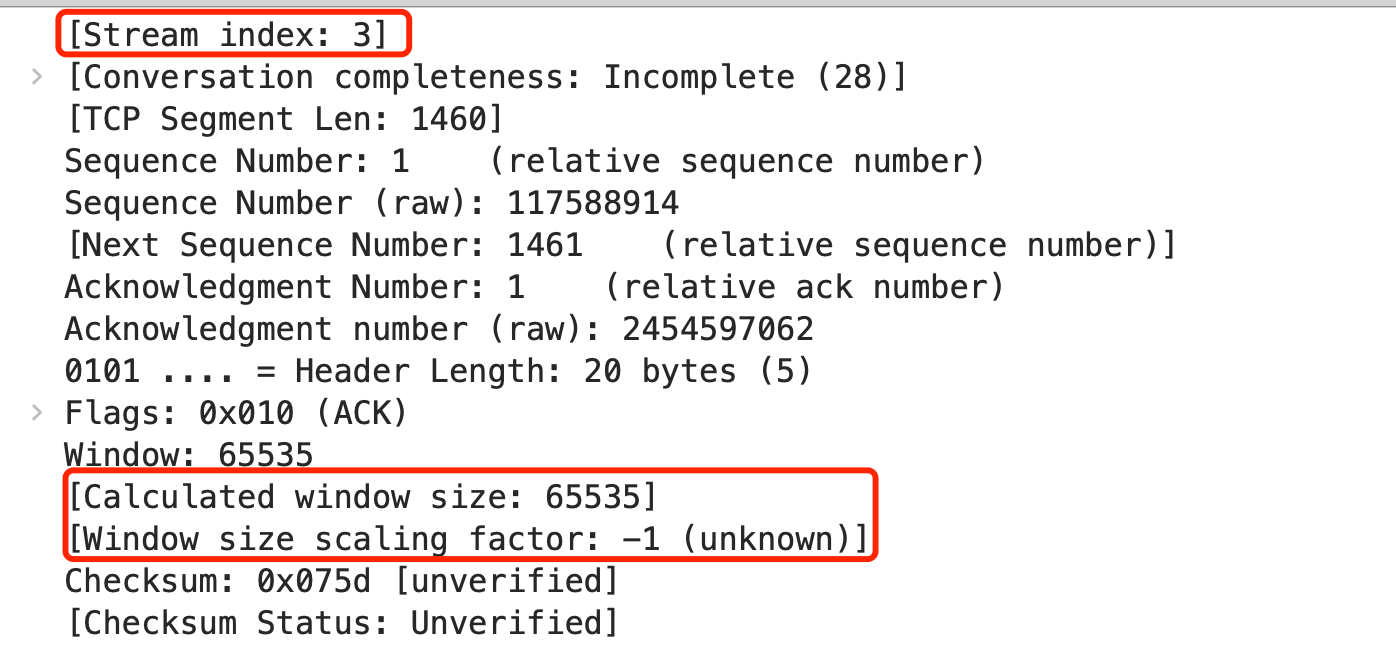 [Stream index: 3]
[Conversation completeness: Incomplete (28)]
[TCP Segment Len: 1460]
Sequence Number: 1    (relative sequence number)
Sequence Number (raw): 117588914
[Next Sequence Number: 1461    (relative sequence number)]
Acknowledgment Number: 1    (relative ack number)
Acknowledgment number (raw): 2454597062
0101 .... = Header Length: 20 bytes (5)
Flags: 0x010 (ACK)
Window: 65535
[Calculated window size: 65535]
[Window size scaling factor: -1 (unknown)]
Checksum: 0x075d [unverified]
[Checksum Status: Unverified]